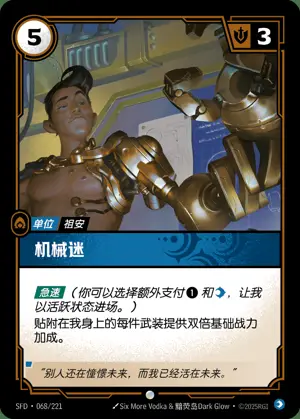 5
3
单位 祖安
机械迷
急速 （你可以选择额外支付1和，让我
以活跃状态进场。）
贴附在我身上的每件武装提供双倍基础战力
加成。
“别人还在憧憬未来，而我已经活在未来。”
SFD • 068/221
Six More Vodka & 黯荧岛Dark Glow • ©2025RGI